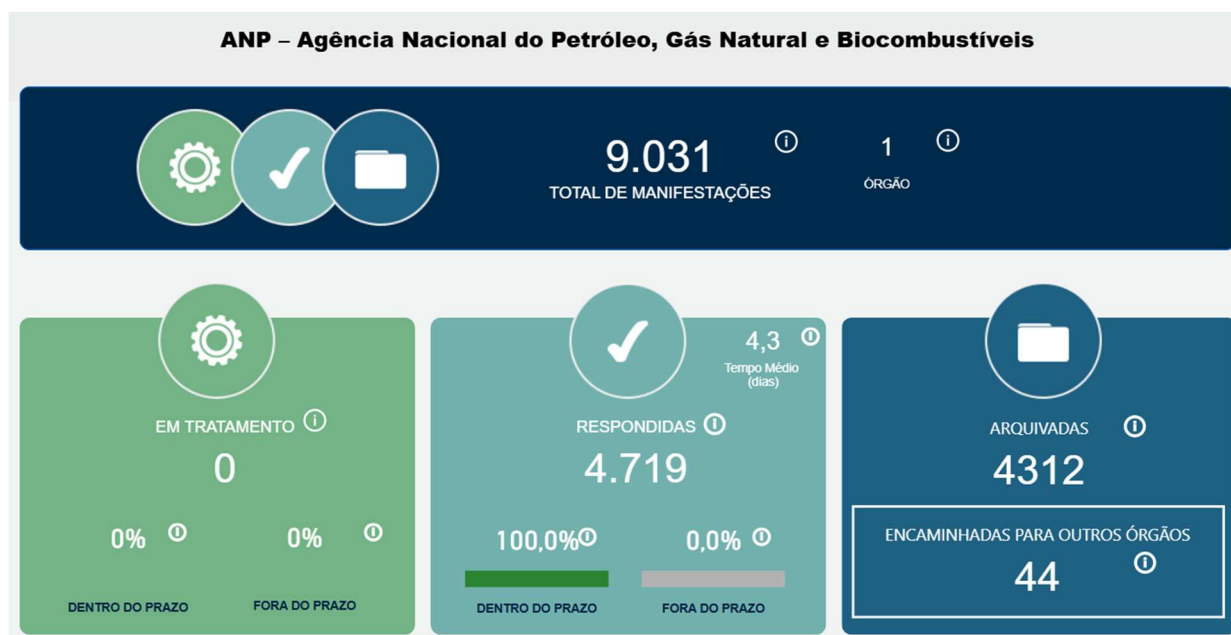 ANP – Agência Nacional do Petróleo, Gás Natural e Biocombustíveis
9.031
TOTAL DE MANIFESTAÇÕES
1
ÓRGÃO
EM TRATAMENTO
0
0%
DENTRO DO PRAZO
0%
FORA DO PRAZO
4,3
Tempo Médio
(dias)
RESPONDIDAS
4.719
100,0%
DENTRO DO PRAZO
0,0%
FORA DO PRAZO
ARQUIVADAS
4312
ENCAMINHADAS PARA OUTROS ÓRGÃOS
44